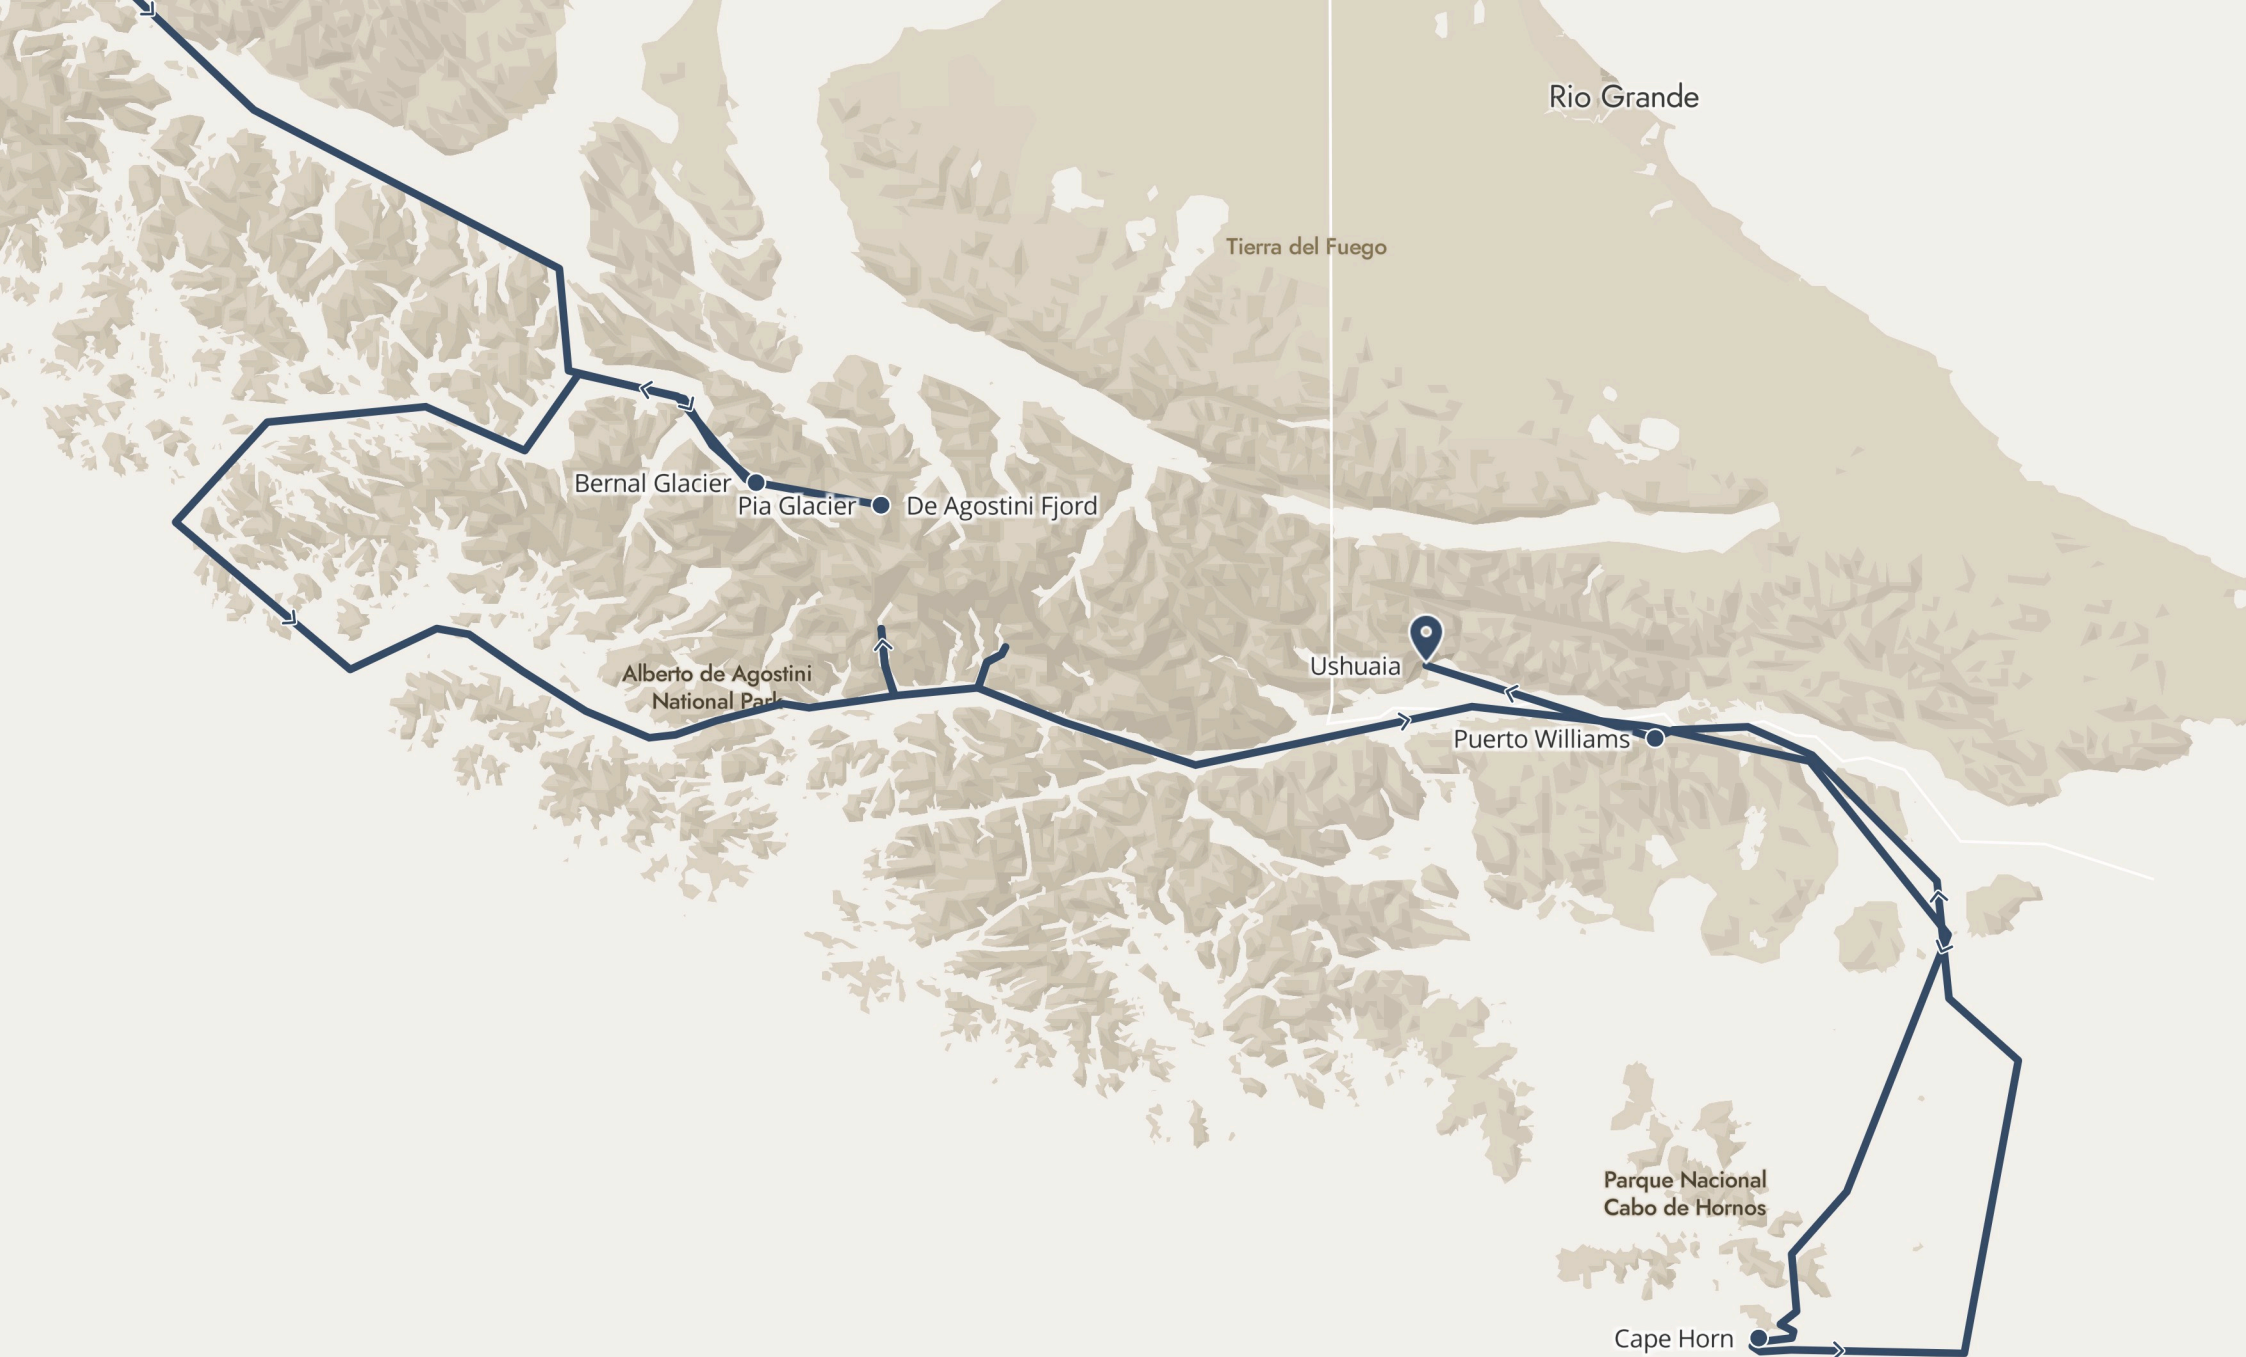 Rio Grande
Tierra del Fuego
Bernal Glacier
Pia Glacier
De Agostini Fjord
Ushuaia
Alberto de Agostini
National Park
Puerto Williams
Parque Nacional
Cabo de Hornos
Cape Horn